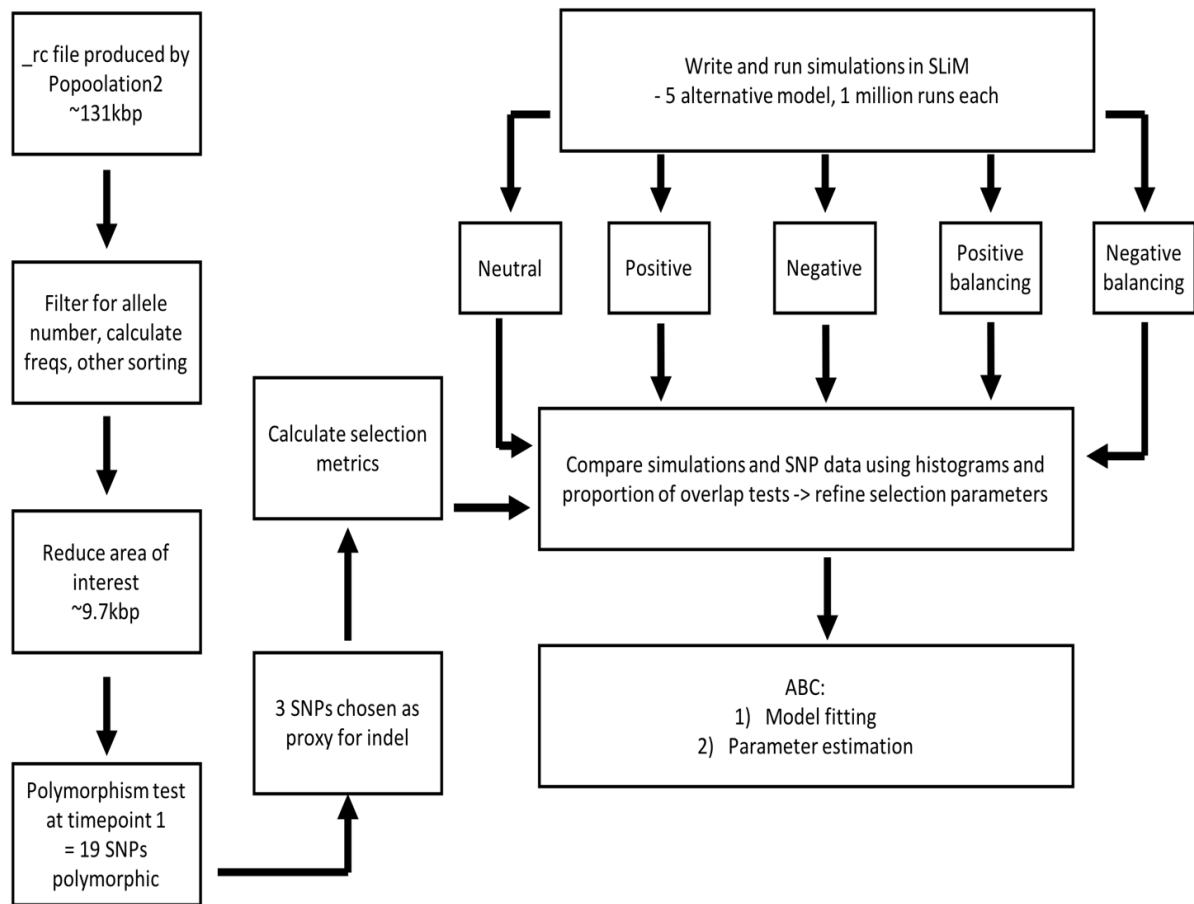 _rc file produced by
Popoolation2
~131kbp
Filter for allele
number, calculate
freqs, other sorting
Reduce area of
interest
~9.7kbp
Polymorphism test
at timepoint 1
= 19 SNPs
polymorphic
3 SNPs chosen as
proxy for indel
Calculate selection
metrics
Write and run simulations in SLiM
- 5 alternative model, 1 million runs each
Neutral
Positive
Negative
Positive
balancing
Negative
balancing
Compare simulations and SNP data using histograms and
proportion of overlap tests -> refine selection parameters
ABC:
1) Model fitting
2) Parameter estimation